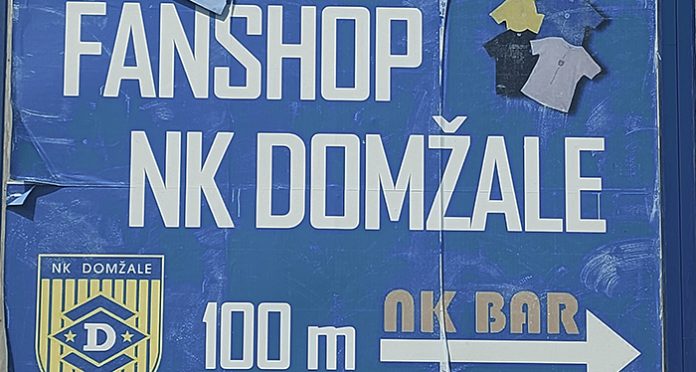 FANSHOP
NK DOMŽALE
NK DOMŽALE
D
100 m
NK BAR